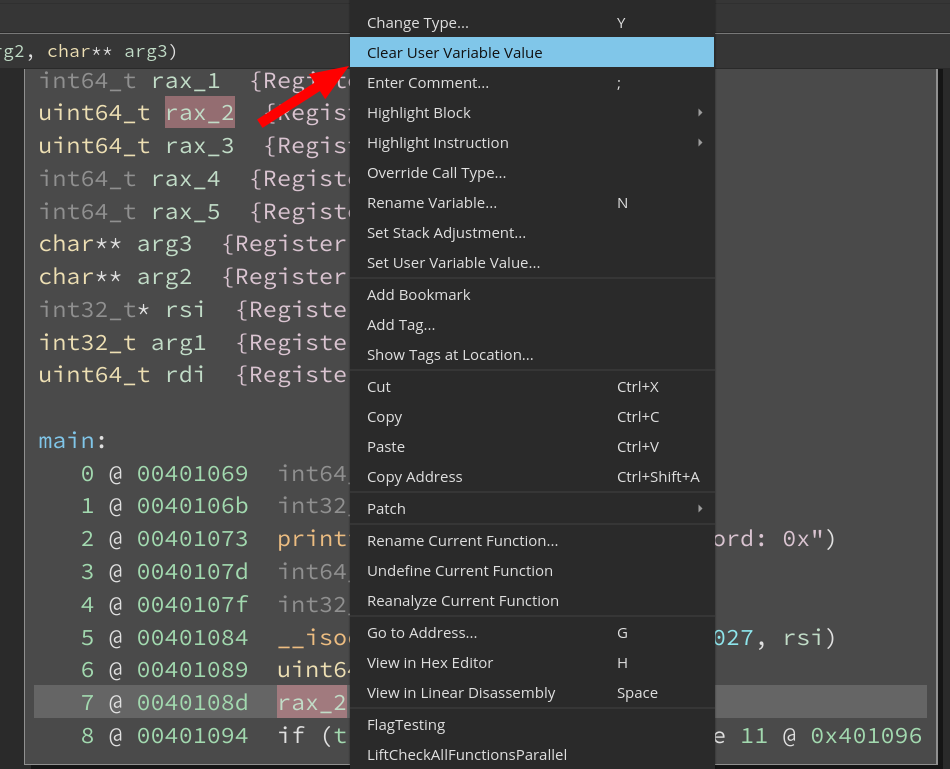 rg2, char** arg3)
int64_t rax_1 {Regist
uint64_t rax_2 {Regis
uint64_t rax_3 {Regis
int64_t rax_4 {Regist
int64_t rax_5 {Regist
char** arg3 {Register
char** arg2 {Register
int32_t* rsi {Registe
int32_t arg1 {Registe
uint64_t rdi {Registe
main:
0 @ 00401069 int64_
1 @ 0040106b int32_
2 @ 00401073 print ord: 0x")
3 @ 0040107d int64_
4 @ 0040107f int32_
5 @ 00401084 __isoc 027, rsi)
6 @ 00401089 uint64
7 @ 0040108d rax_2
8 @ 00401094 if (t e 11 @ 0x401096
Change Type... Y
Clear User Variable Value
Enter Comment... ;
Highlight Block
Highlight Instruction
Override Call Type...
Rename Variable... N
Set Stack Adjustment...
Set User Variable Value...
Add Bookmark
Add Tag...
Show Tags at Location...
Cut Ctrl+X
Copy Ctrl+C
Paste Ctrl+V
Copy Address Ctrl+Shift+A
Patch
Rename Current Function...
Undefine Current Function
Reanalyze Current Function
Go to Address... G
View in Hex Editor H
View in Linear Disassembly Space
FlagTesting
LiftCheckAllFunctionsParallel